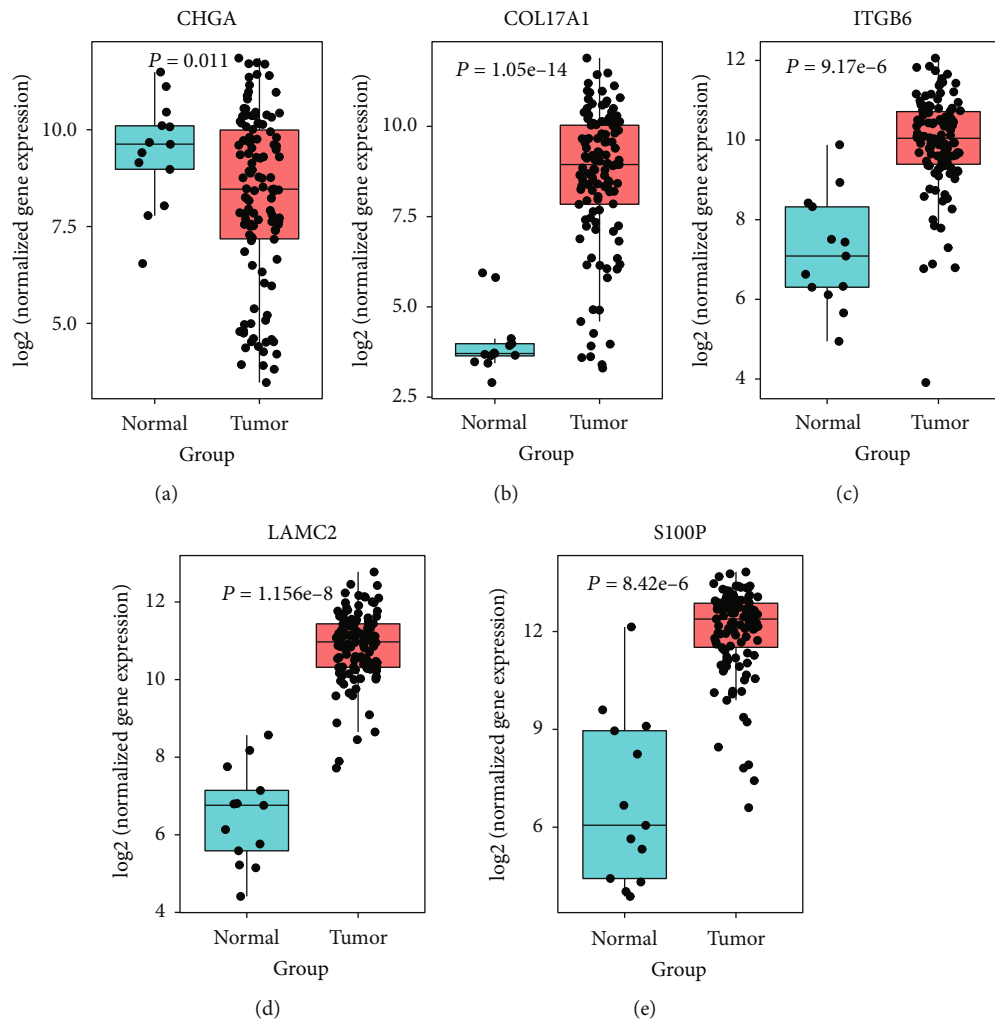 CHGA
P = 0.011
log2 (normalized gene expression)
10.0
7.5
5.0
Normal
Tumor
Group
(a)
COL17A1
P = 1.05e–14
log2 (normalized gene expression)
10.0
7.5
5.0
2.5
Normal
Tumor
Group
(b)
ITGB6
P = 9.17e–6
log2 (normalized gene expression)
12
10
8
6
4
Normal
Tumor
Group
(c)
LAMC2
P = 1.156e–8
log2 (normalized gene expression)
12
10
8
6
4
Normal
Tumor
Group
(d)
S100P
P = 8.42e–6
log2 (normalized gene expression)
12
9
6
Normal
Tumor
Group
(e)